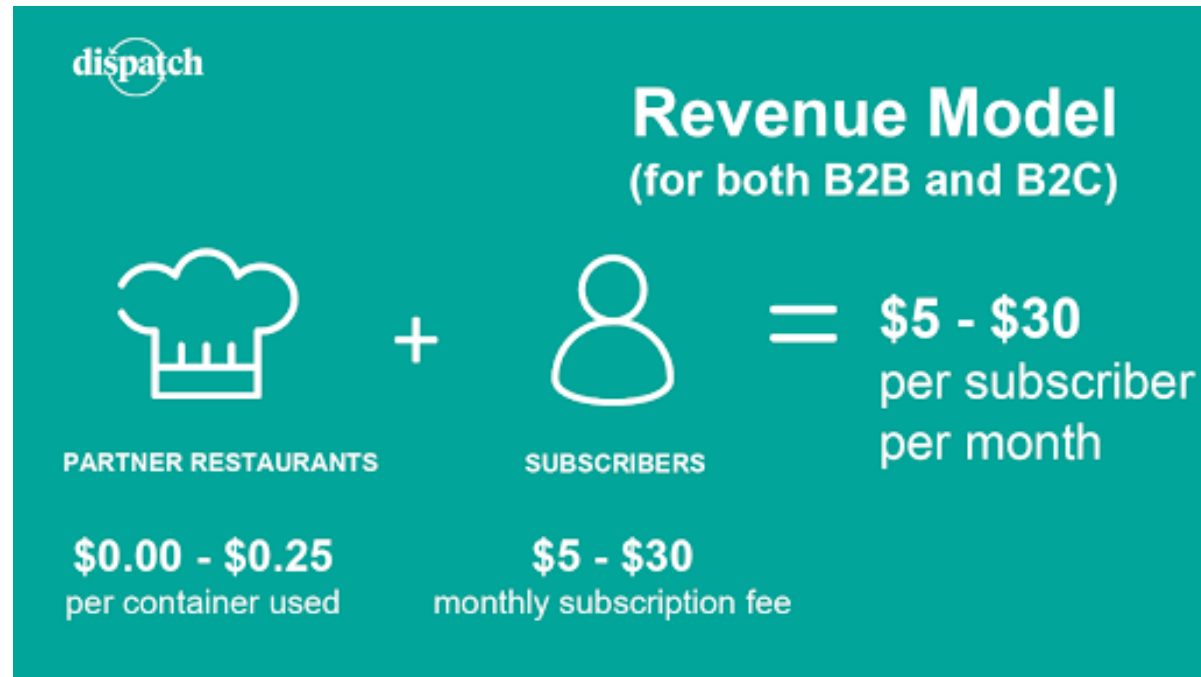 dispatch
Revenue Model
(for both B2B and B2C)
+
=
$5 - $30
per subscriber
per month
PARTNER RESTAURANTS
SUBSCRIBERS
$0.00 - $0.25
per container used
$5 - $30
monthly subscription fee